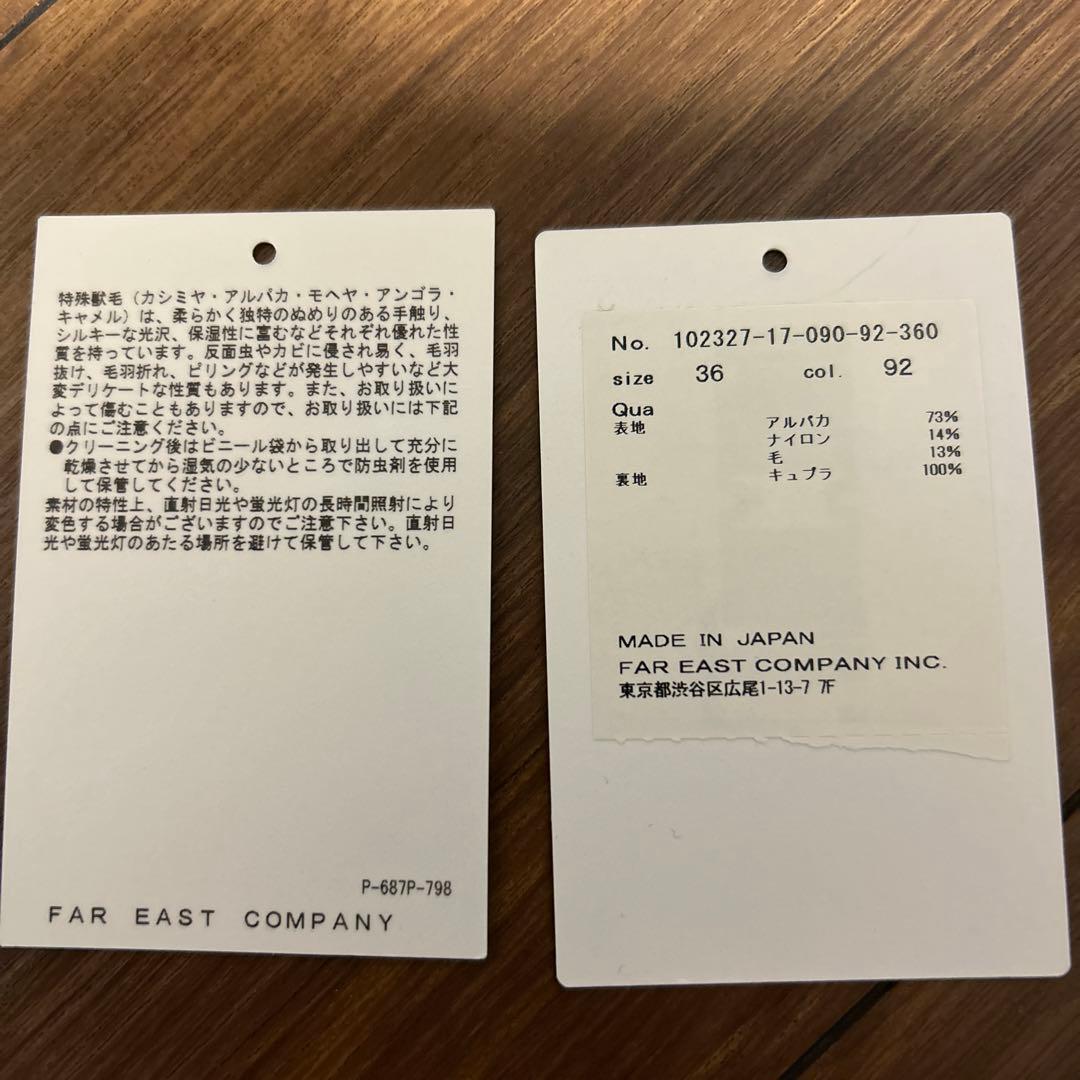 特殊獣毛（カシミヤ・アルパカ・モヘヤ・アンゴラ・
キャメル）は、柔らかく独特のぬめりのある手触り、
シルキーな光沢、保湿性に富むなどそれぞれ優れた性
質を持っています。反面虫やカビに侵され易く、毛羽
抜け、毛羽折れ、ピリングなどが発生しやすいなど大
変デリケートな性質もあります。また、お取り扱いに
よって傷むこともありますので、お取り扱いには下記
の点にご注意ください。
●クリーニング後はビニール袋から取り出して充分に
乾燥させてから湿気の少ないところで防虫剤を使用
して保管してください。
素材の特性上、直射日光や蛍光灯の長時間照射により
変色する場合がございますのでご注意下さい。直射日
光や蛍光灯のあたる場所を避けて保管して下さい。
P-687P-798
FAR EAST COMPANY
No. 102327-17-090-92-360
size 36 col. 92
Qua
表地 アルパカ 73%
ナイロン 14%
毛 13%
裏地 キュプラ 100%
MADE IN JAPAN
FAR EAST COMPANY INC.
東京都渋谷区広尾1-13-7 7F